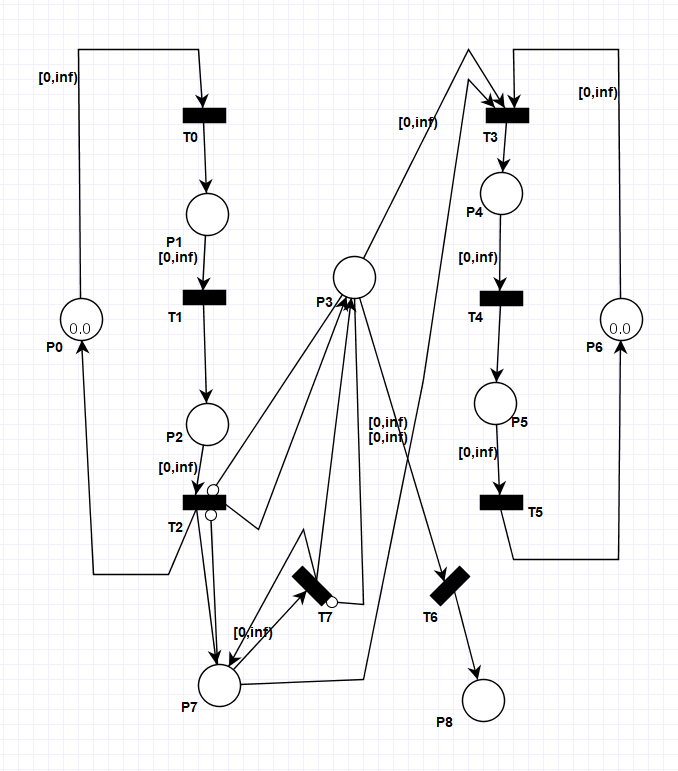 [0,inf)
[0,inf)
[0,inf)
T0
T3
P4
P1
[0,inf)
[0,inf)
P3
T1
T4
0.0
0.0
P0
P6
[0,inf)
P5
P2
[0,inf)
[0,inf)
[0,inf)
T2
T5
T7
T6
[0,inf)
P7
P8